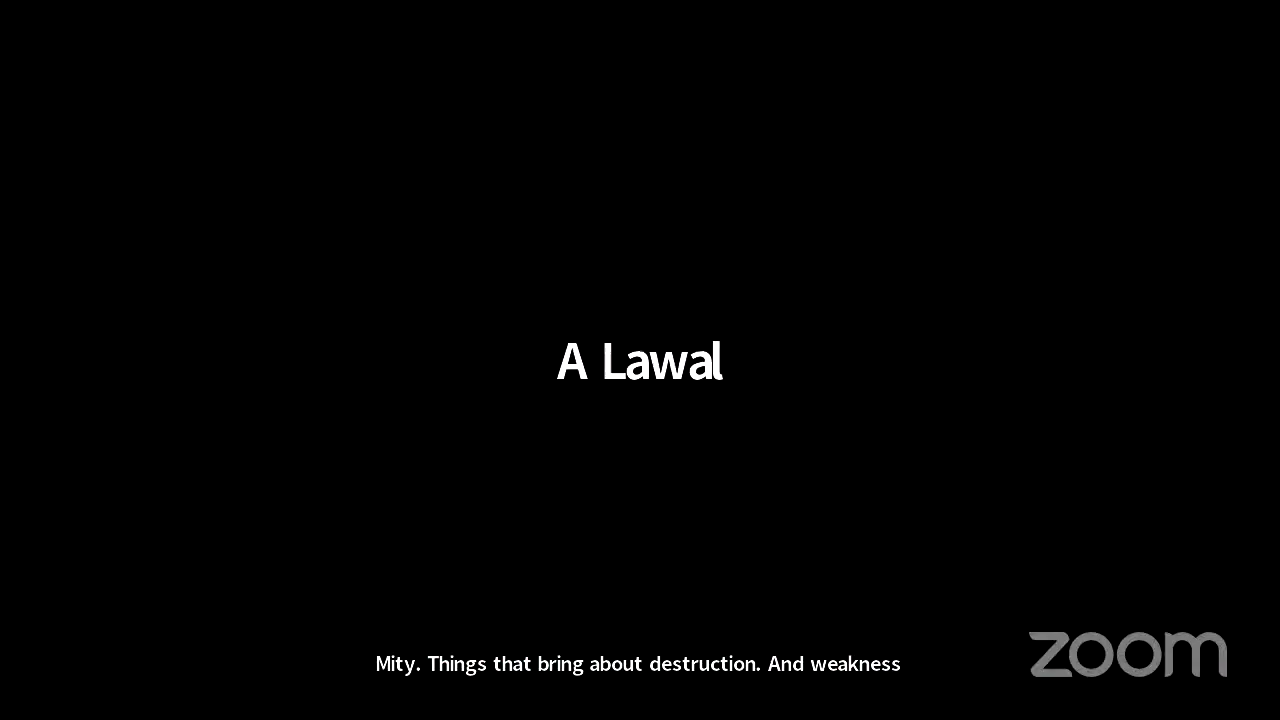 A Lawal
Mity. Things that bring about destruction. And weakness
zoom